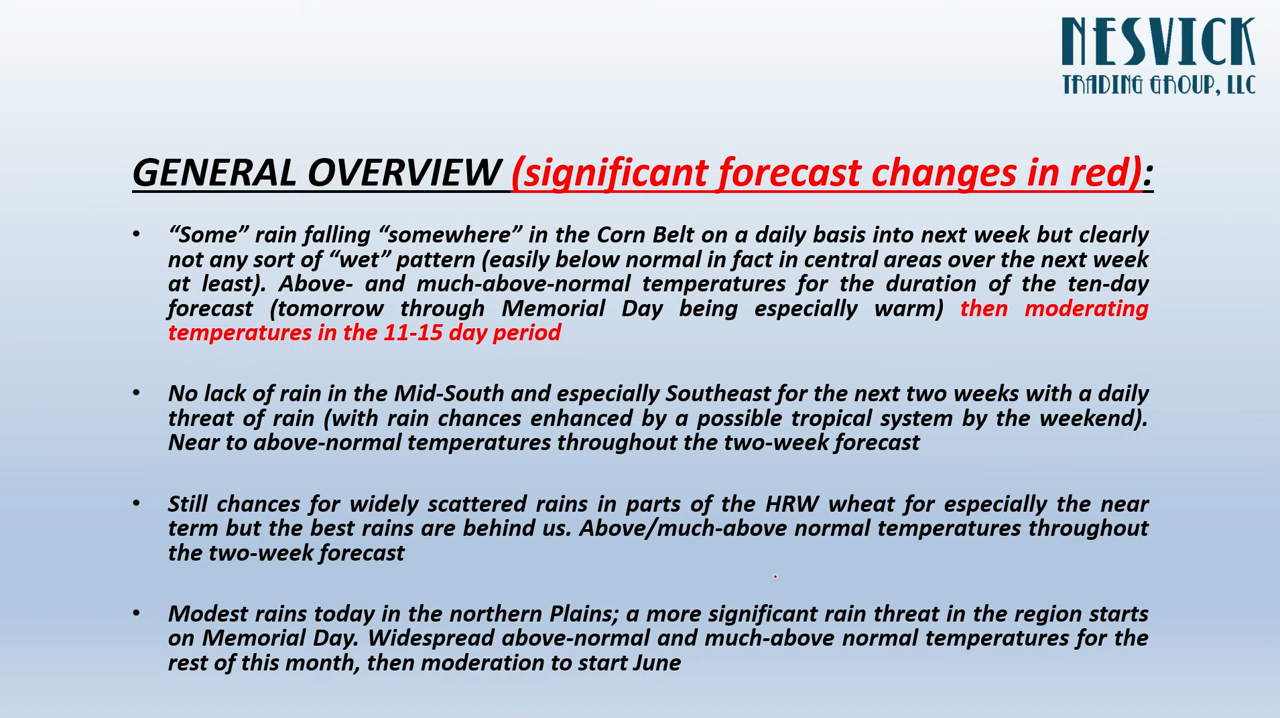 NESVICK
TRADING GROUP, LLC
GENERAL OVERVIEW (significant forecast changes in red):
• “Some” rain falling “somewhere” in the Corn Belt on a daily basis into next week but clearly
not any sort of “wet” pattern (easily below normal in fact in central areas over the next week
at least). Above- and much-above-normal temperatures for the duration of the ten-day
forecast (tomorrow through Memorial Day being especially warm) then moderating
temperatures in the 11-15 day period
• No lack of rain in the Mid-South and especially Southeast for the next two weeks with a daily
threat of rain (with rain chances enhanced by a possible tropical system by the weekend).
Near to above-normal temperatures throughout the two-week forecast
• Still chances for widely scattered rains in parts of the HRW wheat for especially the near
term but the best rains are behind us. Above/much-above normal temperatures throughout
the two-week forecast
• Modest rains today in the northern Plains; a more significant rain threat in the region starts
on Memorial Day. Widespread above-normal and much-above normal temperatures for the
rest of this month, then moderation to start June